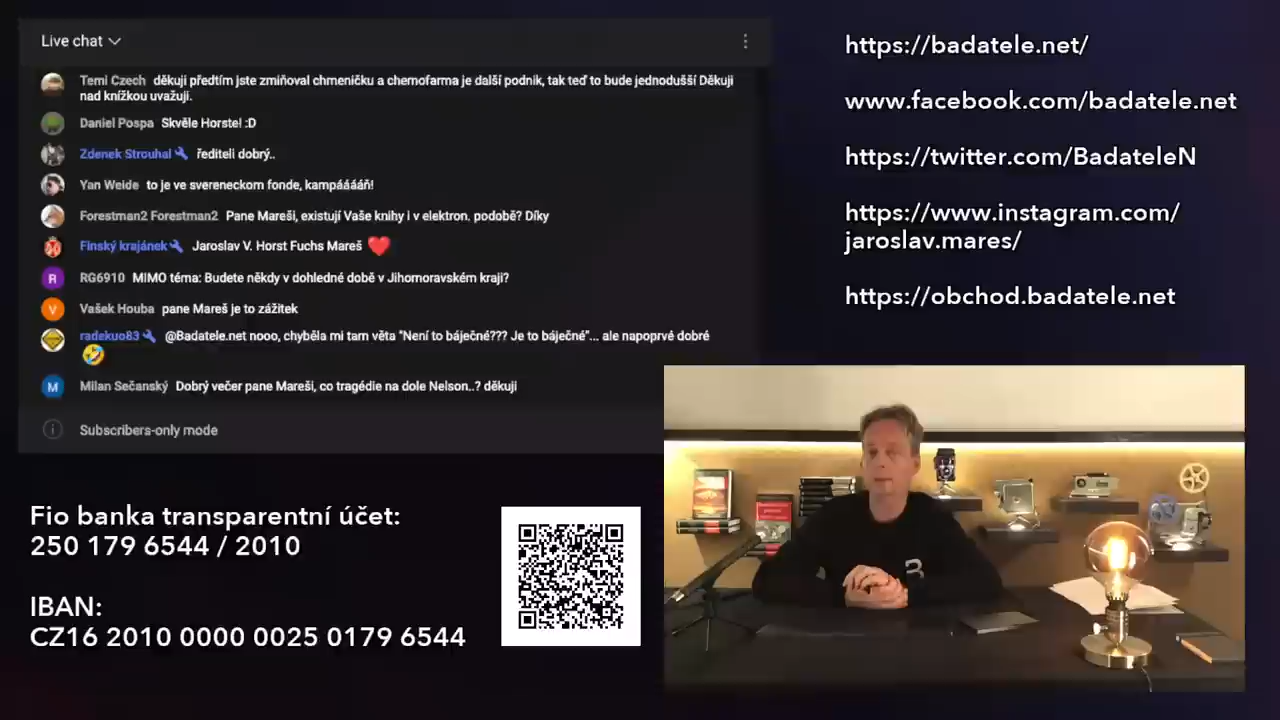 Live chat
Temi Czech děkuji předtím jste zmiňoval chmeničku a chemofarma je další podnik, tak teď to bude jednodušší Děkuji
nad knížkou uvažuji.
Daniel Pospa Skvěle Horste! :D
Zdenek Strouhal řediteli dobrý..
Yan Weide to je ve svereneckom fonde, kampááááň!
Forestman2 Forestman2 Pane Mareši, existují Vaše knihy i v elektron. podobě? Díky
Finský krajánek Jaroslav V. Horst Fuchs Mareš ❤️
R RG6910 MIMO téma: Budete někdy v dohledné době v Jihomoravském kraji?
V Vašek Houba pane Mareš je to zážitek
radekuo83 @Badatele.net nooo, chyběla mi tam věta "Není to báječné??? Je to báječné"... ale napoprvé dobré
🤣
M Milan Sečanský Dobrý večer pane Mareši, co tragédie na dole Nelson..? děkuji
Subscribers-only mode
https://badatele.net/
www.facebook.com/badatele.net
https://twitter.com/BadateleN
https://www.instagram.com/
jaroslav.mares/
https://obchod.badatele.net
Fio banka transparentní účet:
250 179 6544 / 2010
IBAN:
CZ16 2010 0000 0025 0179 6544